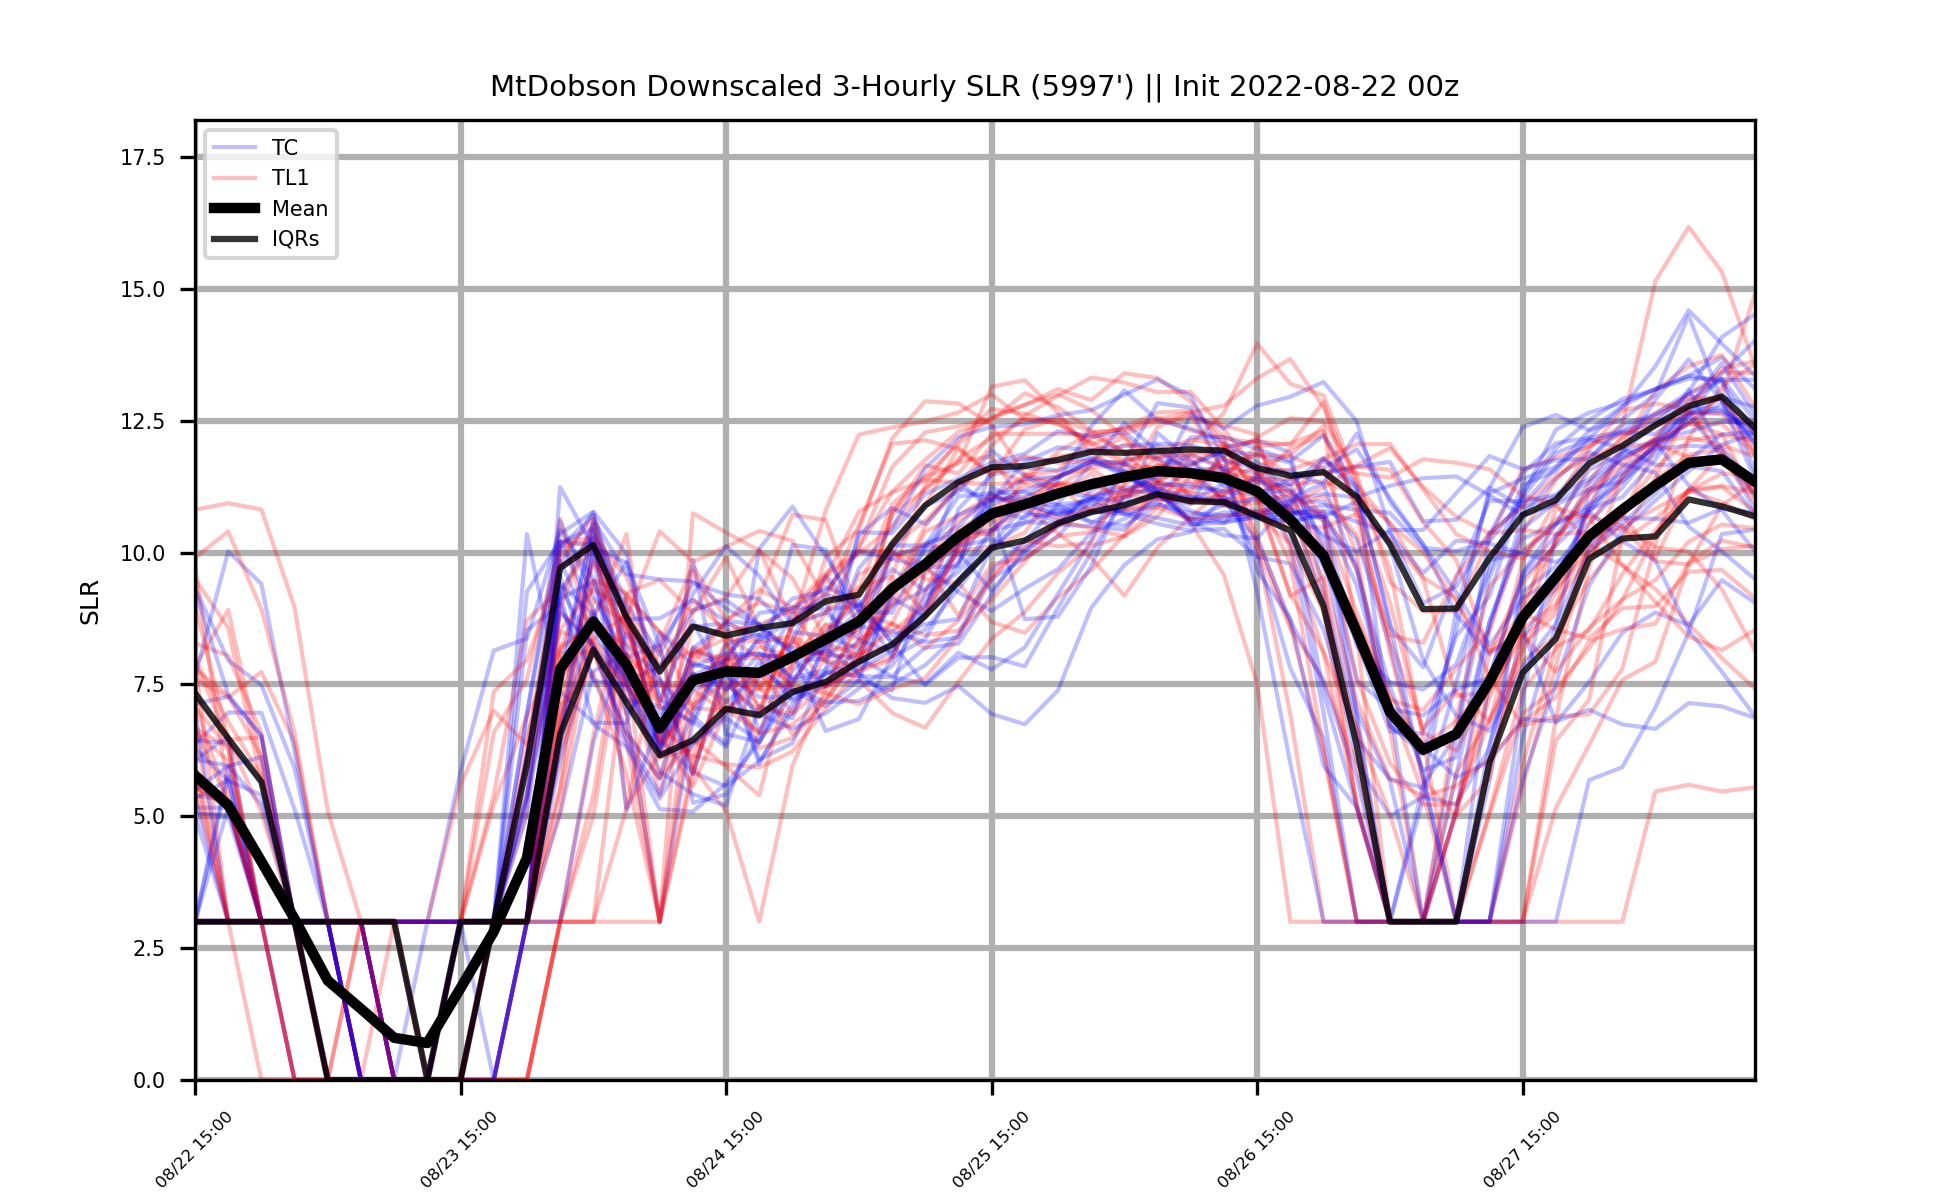 MtDobson Downscaled 3-Hourly SLR (5997') || Init 2022-08-22 00z
TC
TL1
Mean
IQRs
17.5
15.0
12.5
10.0
7.5
5.0
2.5
0.0
SLR
08/22 15:00
08/23 15:00
08/24 15:00
08/25 15:00
08/26 15:00
08/27 15:00